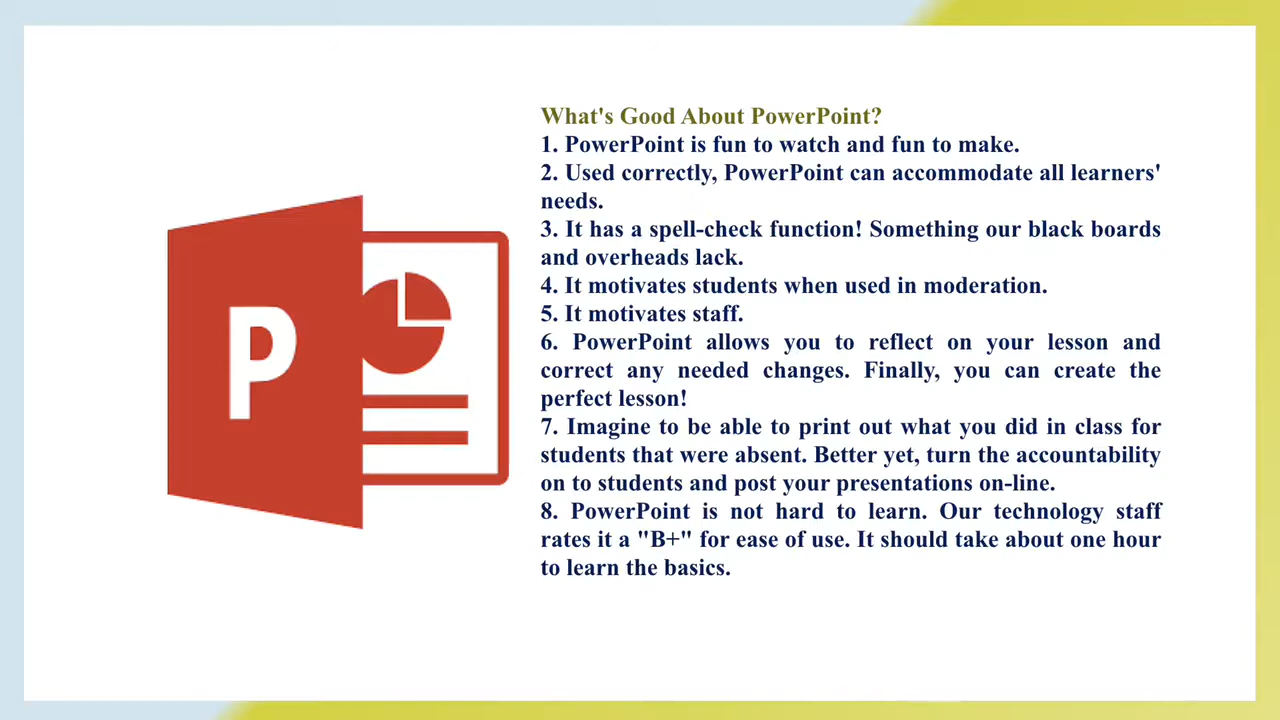 What's Good About PowerPoint?
1. PowerPoint is fun to watch and fun to make.
2. Used correctly, PowerPoint can accommodate all learners'
needs.
3. It has a spell-check function! Something our black boards
and overheads lack.
4. It motivates students when used in moderation.
5. It motivates staff.
6. PowerPoint allows you to reflect on your lesson and
correct any needed changes. Finally, you can create the
perfect lesson!
7. Imagine to be able to print out what you did in class for
students that were absent. Better yet, turn the accountability
on to students and post your presentations on-line.
8. PowerPoint is not hard to learn. Our technology staff
rates it a "B+" for ease of use. It should take about one hour
to learn the basics.
P